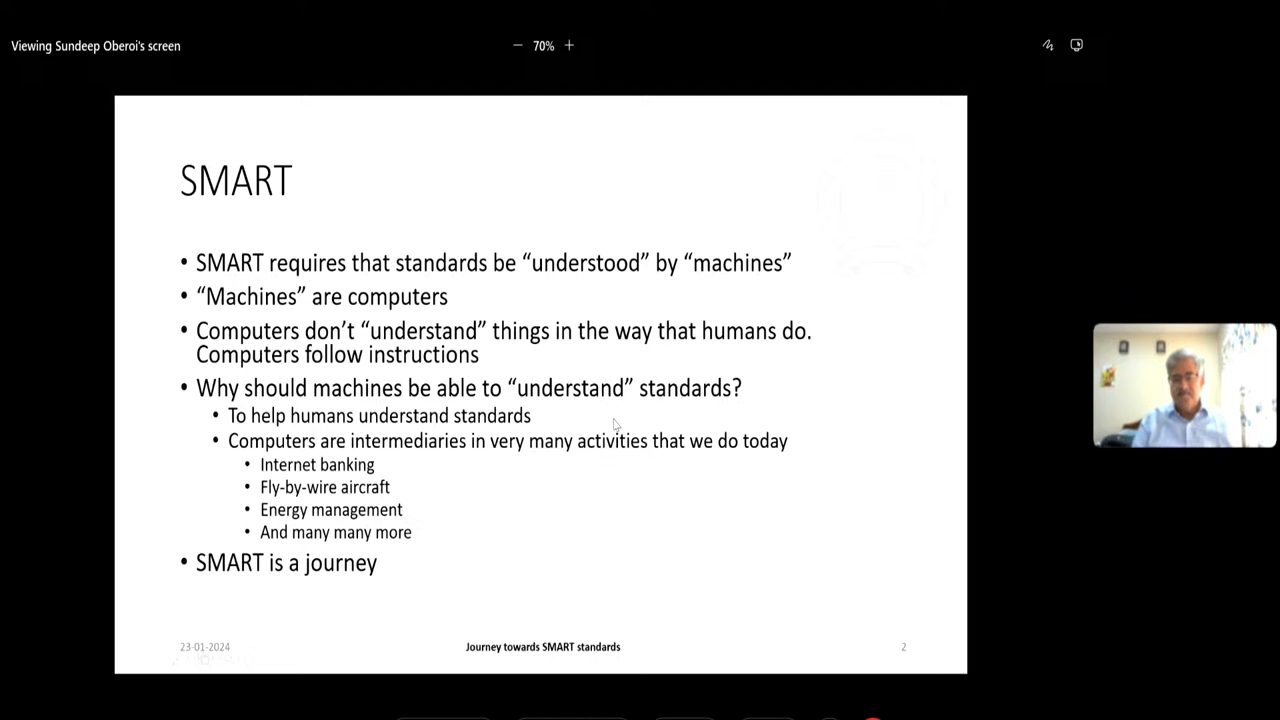 Viewing Sundeep Oberoi's screen
70%
SMART
• SMART requires that standards be “understood” by “machines”
• “Machines” are computers
• Computers don’t “understand” things in the way that humans do.
Computers follow instructions
• Why should machines be able to “understand” standards?
• To help humans understand standards
• Computers are intermediaries in very many activities that we do today
• Internet banking
• Fly-by-wire aircraft
• Energy management
• And many many more
• SMART is a journey
23-01-2024
Journey towards SMART standards
2